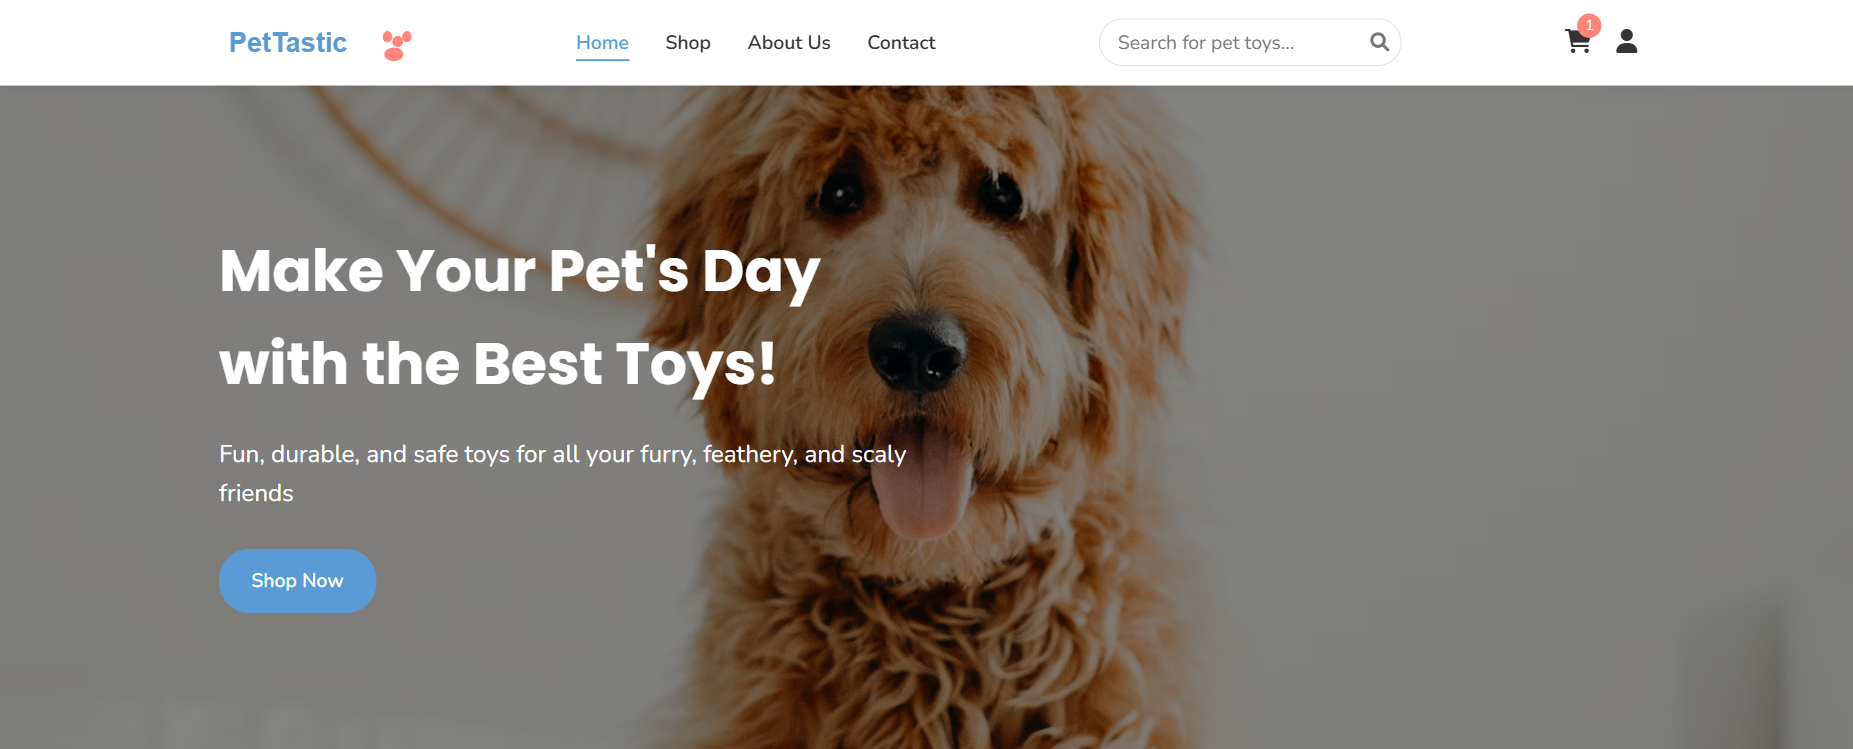 PetTastic
Home Shop About Us Contact
Search for pet toys...
1
Make Your Pet's Day
with the Best Toys!
Fun, durable, and safe toys for all your furry, feathery, and scaly
friends
Shop Now